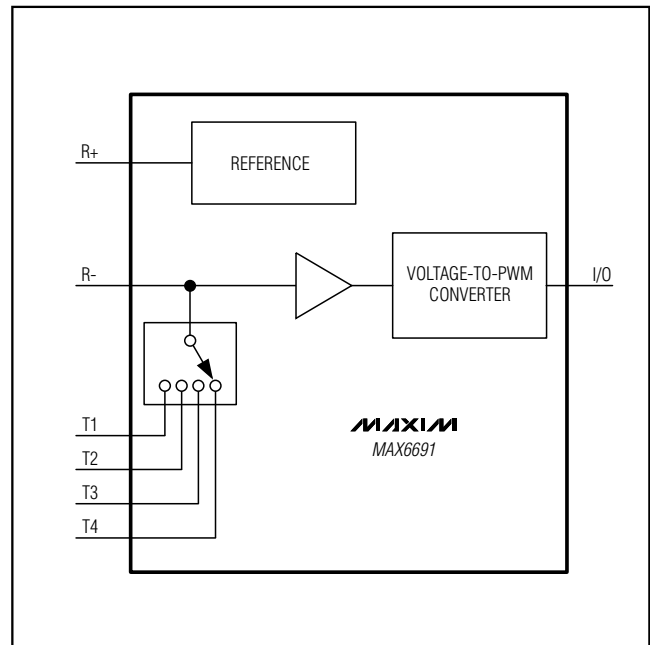 R+
REFERENCE
R-
VOLTAGE-TO-PWM
CONVERTER
I/O
T1
T2
T3
T4
MAXIM
MAX6691